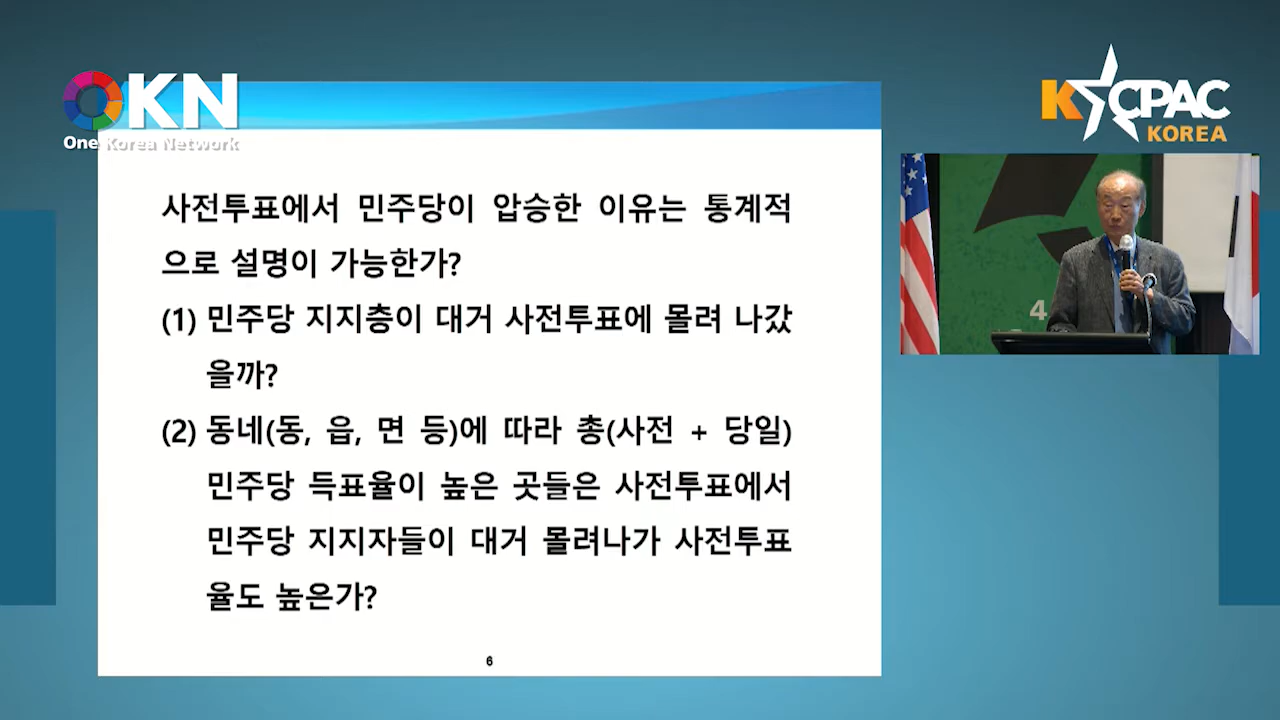 OKN
One Korea Network
K CPAC
KOREA
사전투표에서 민주당이 압승한 이유는 통계적
으로 설명이 가능한가?
(1) 민주당 지지층이 대거 사전투표에 몰려 나갔
을까?
(2) 동네(동, 읍, 면 등)에 따라 총(사전 + 당일)
민주당 득표율이 높은 곳들은 사전투표에서
민주당 지지자들이 대거 몰려나가 사전투표
율도 높은가?
6
4